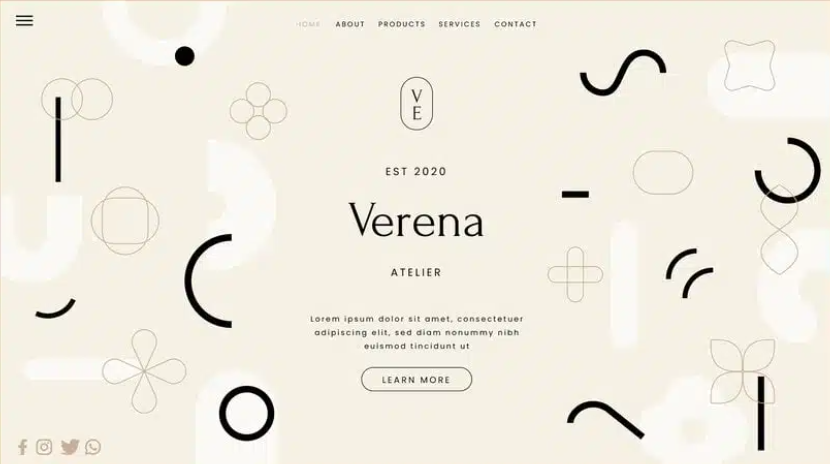 HOME ABOUT PRODUCTS SERVICES CONTACT
V
E
EST 2020
Verena
ATELIER
Lorem ipsum dolor sit amet, consectetuer
adipiscing elit, sed diam nonummy nibh
euismod tincidunt ut
LEARN MORE